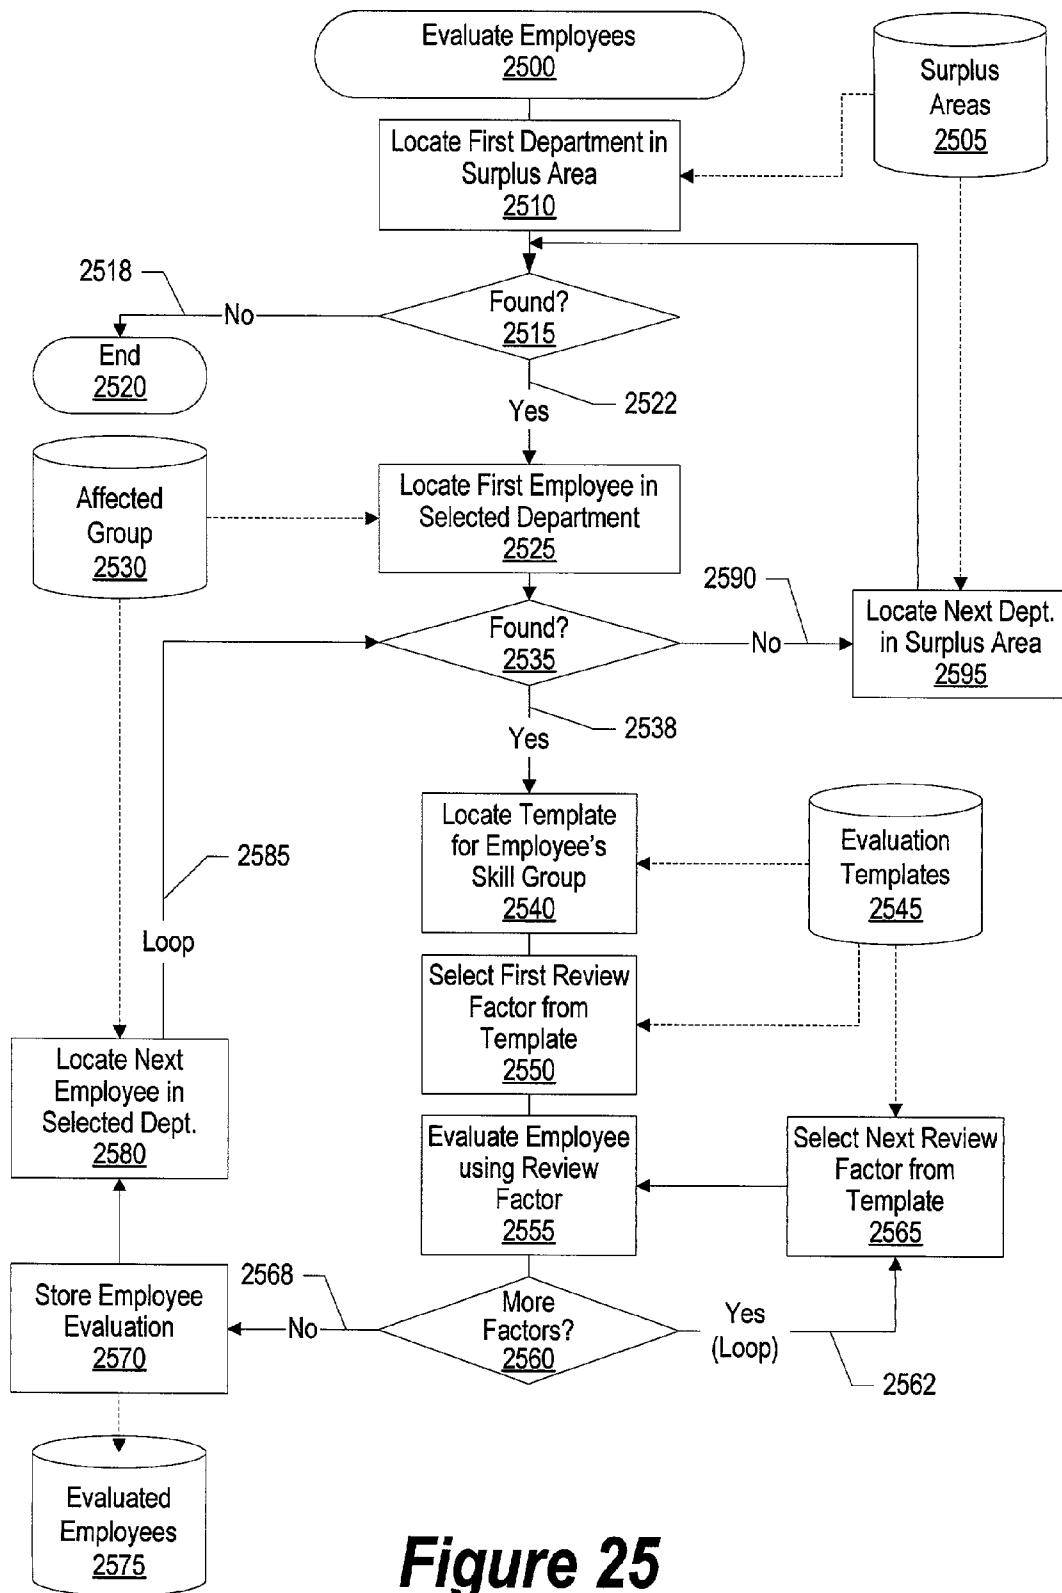 Evaluate Employees
2500
Surplus
Areas
2505
Locate First Department in
Surplus Area
2510
2518
No
Found?
2515
End
2520
2522
Yes
Affected
Group
2530
Locate First Employee in
Selected Department
2525
2590
Found?
2535
No
Locate Next Dept.
in Surplus Area
2595
2538
Yes
Locate Template
for Employee's
Skill Group
2540
Evaluation
Templates
2545
2585
Loop
Select First Review
Factor from
Template
2550
Locate Next
Employee in
Selected Dept.
2580
Evaluate Employee
using Review
Factor
2555
Select Next Review
Factor from
Template
2565
2568
Store Employee
Evaluation
2570
No
More
Factors?
2560
Yes
(Loop)
2562
Evaluated
Employees
2575
Figure 25